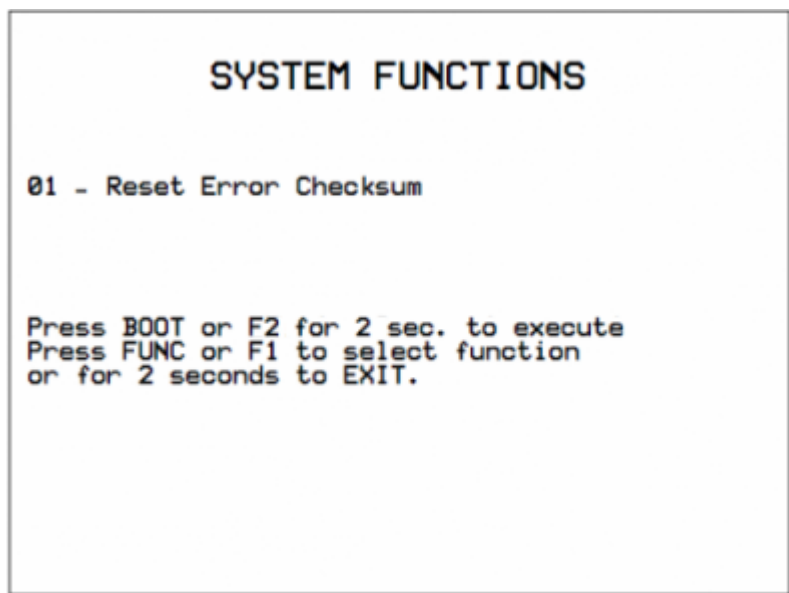 SYSTEM FUNCTIONS
01 - Reset Error Checksum
Press BOOT or F2 for 2 sec. to execute
Press FUNC or F1 to select function
or for 2 seconds to EXIT.